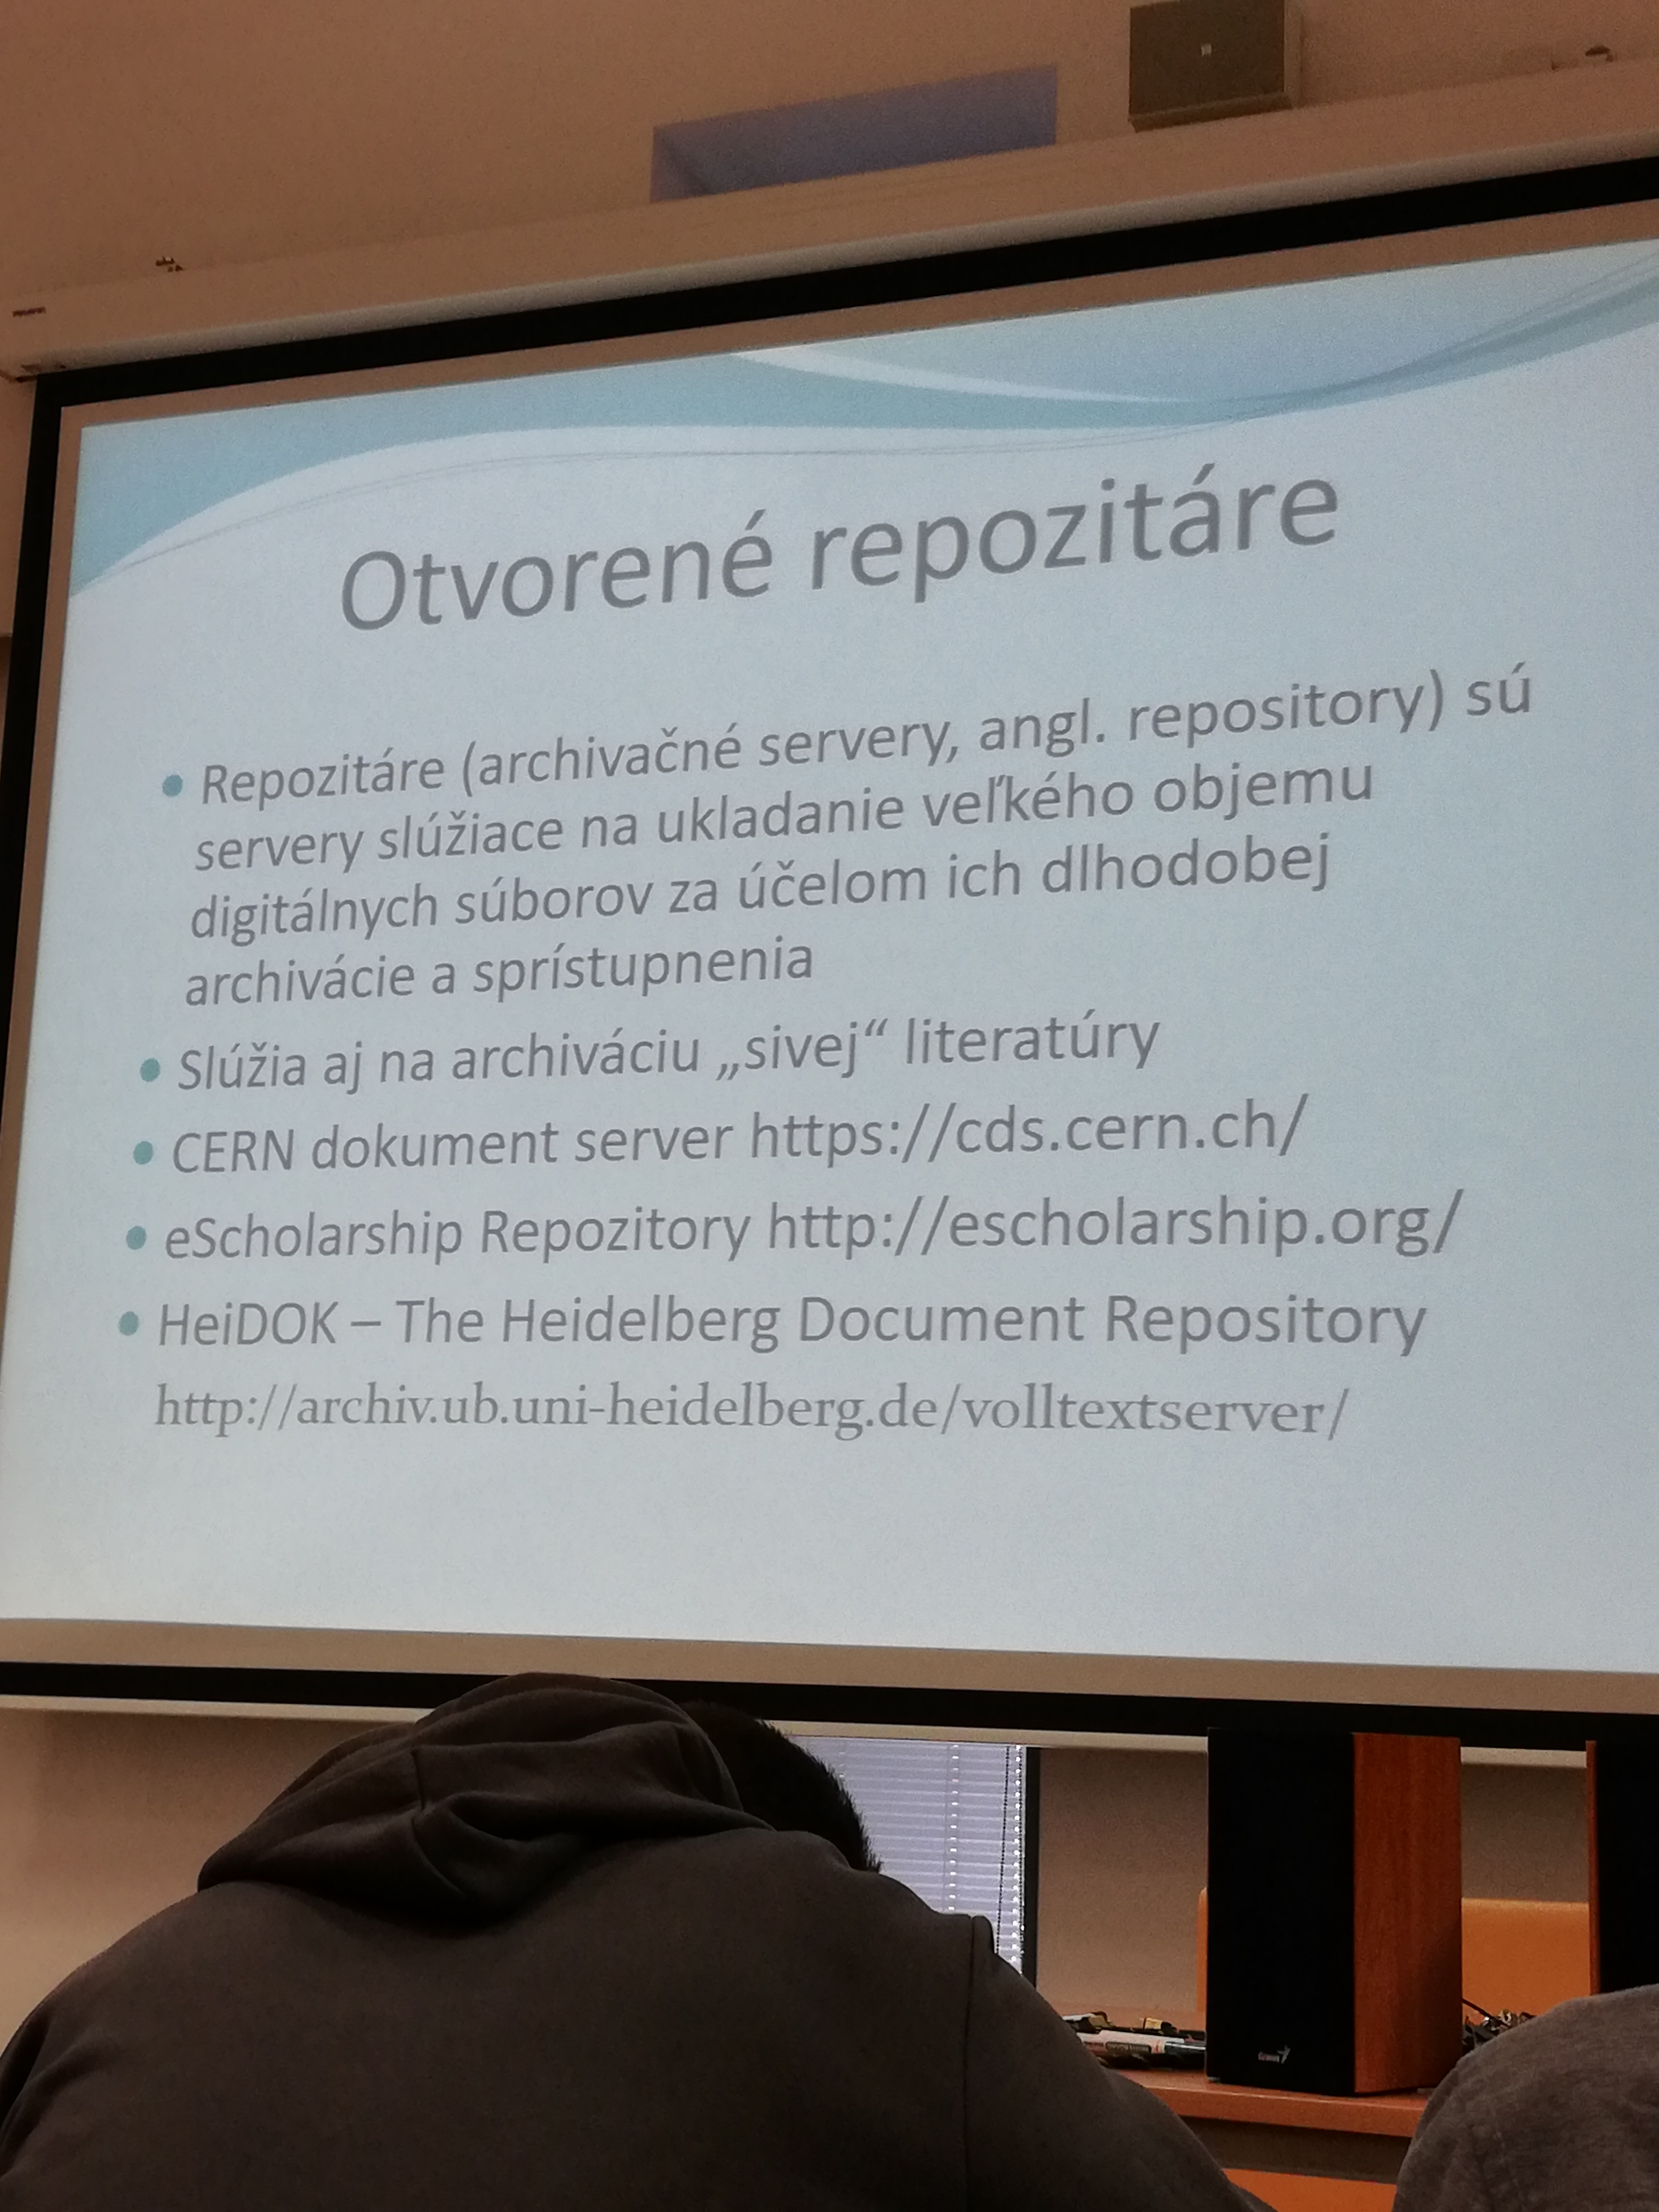 Otvorené repozitáre
• Repozitáre (archivačné servery, angl. repository) sú
servery slúžiace na ukladanie veľkého objemu
digitálnych súborov za účelom ich dlhodobej
archivácie a sprístupnenia
• Slúžia aj na archiváciu „sivej“ literatúry
• CERN dokument server https://cds.cern.ch/
• eScholarship Repozitory http://escholarship.org/
• HeiDOK – The Heidelberg Document Repository
http://archiv.ub.uni-heidelberg.de/volltextserver/